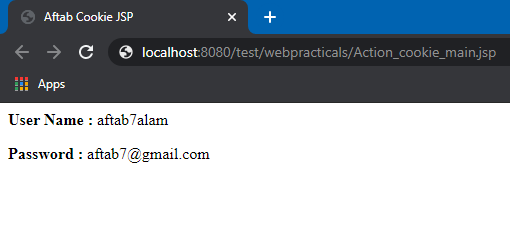 Aftab Cookie JSP
localhost:8080/test/webpracticals/Action_cookie_main.jsp
Apps
User Name : aftab7alam
Password : aftab7@gmail.com